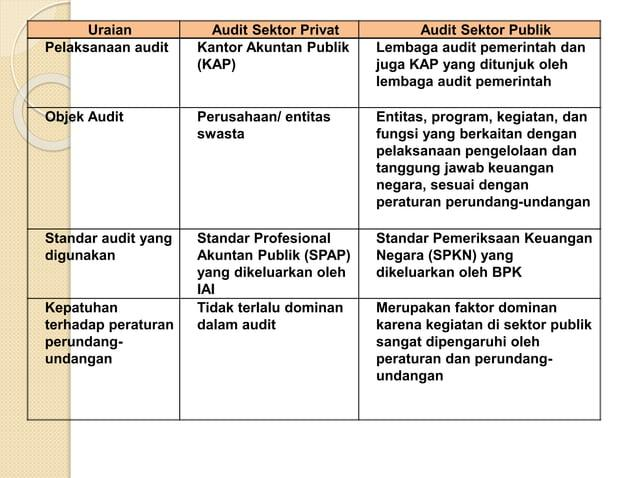 Uraian
Audit Sektor Privat
Audit Sektor Publik
Pelaksanaan audit
Kantor Akuntan Publik
(KAP)
Lembaga audit pemerintah dan
juga KAP yang ditunjuk oleh
lembaga audit pemerintah
Objek Audit
Perusahaan/ entitas
swasta
Entitas, program, kegiatan, dan
fungsi yang berkaitan dengan
pelaksanaan pengelolaan dan
tanggung jawab keuangan
negara, sesuai dengan
peraturan perundang-undangan
Standar audit yang
digunakan
Standar Profesional
Akuntan Publik (SPAP)
yang dikeluarkan oleh
IAI
Standar Pemeriksaan Keuangan
Negara (SPKN) yang
dikeluarkan oleh BPK
Kepatuhan
terhadap peraturan
perundang-
undangan
Tidak terlalu dominan
dalam audit
Merupakan faktor dominan
karena kegiatan di sektor publik
sangat dipengaruhi oleh
peraturan dan perundang-
undangan